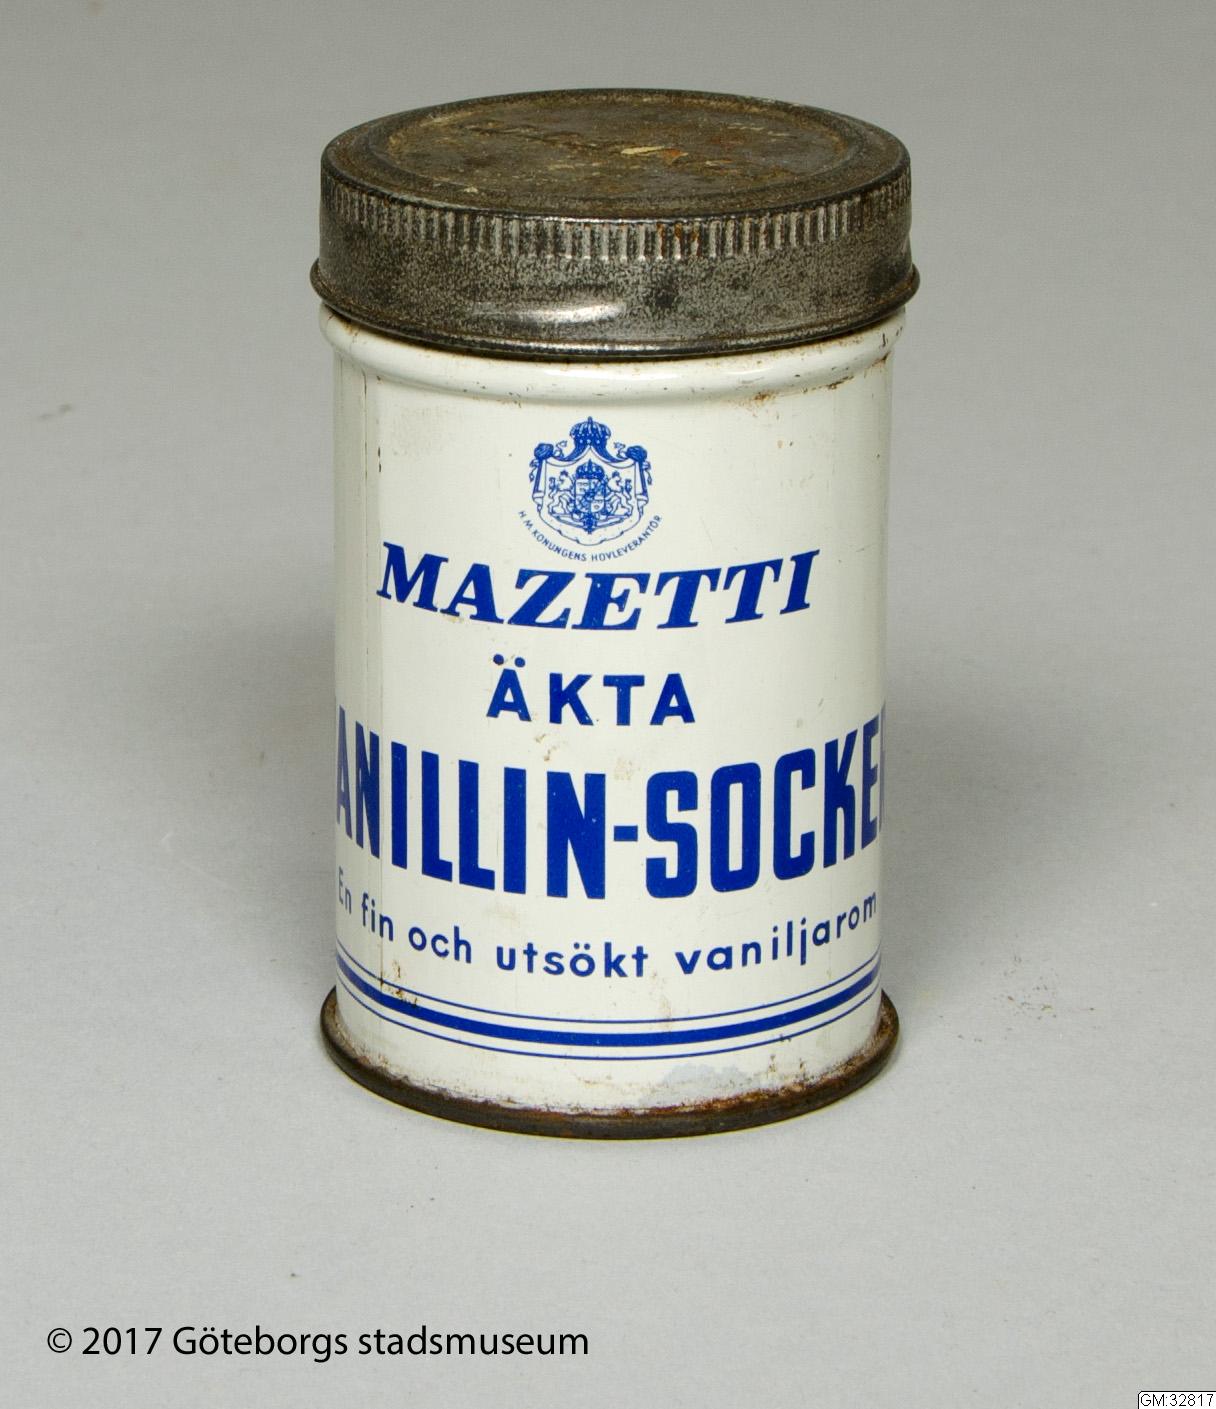 H.M. KONUNGENS HOVLEVERANTÖR
MAZETTI
ÄKTA
ANILLIN-SOCKE
En fin och utsökt vaniljarom
© 2017 Göteborgs stadsmuseum
GM:32817